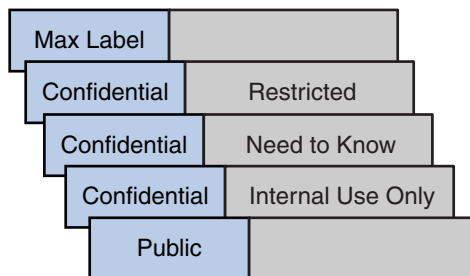 Max Label
Confidential Restricted
Confidential Need to Know
Confidential Internal Use Only
Public